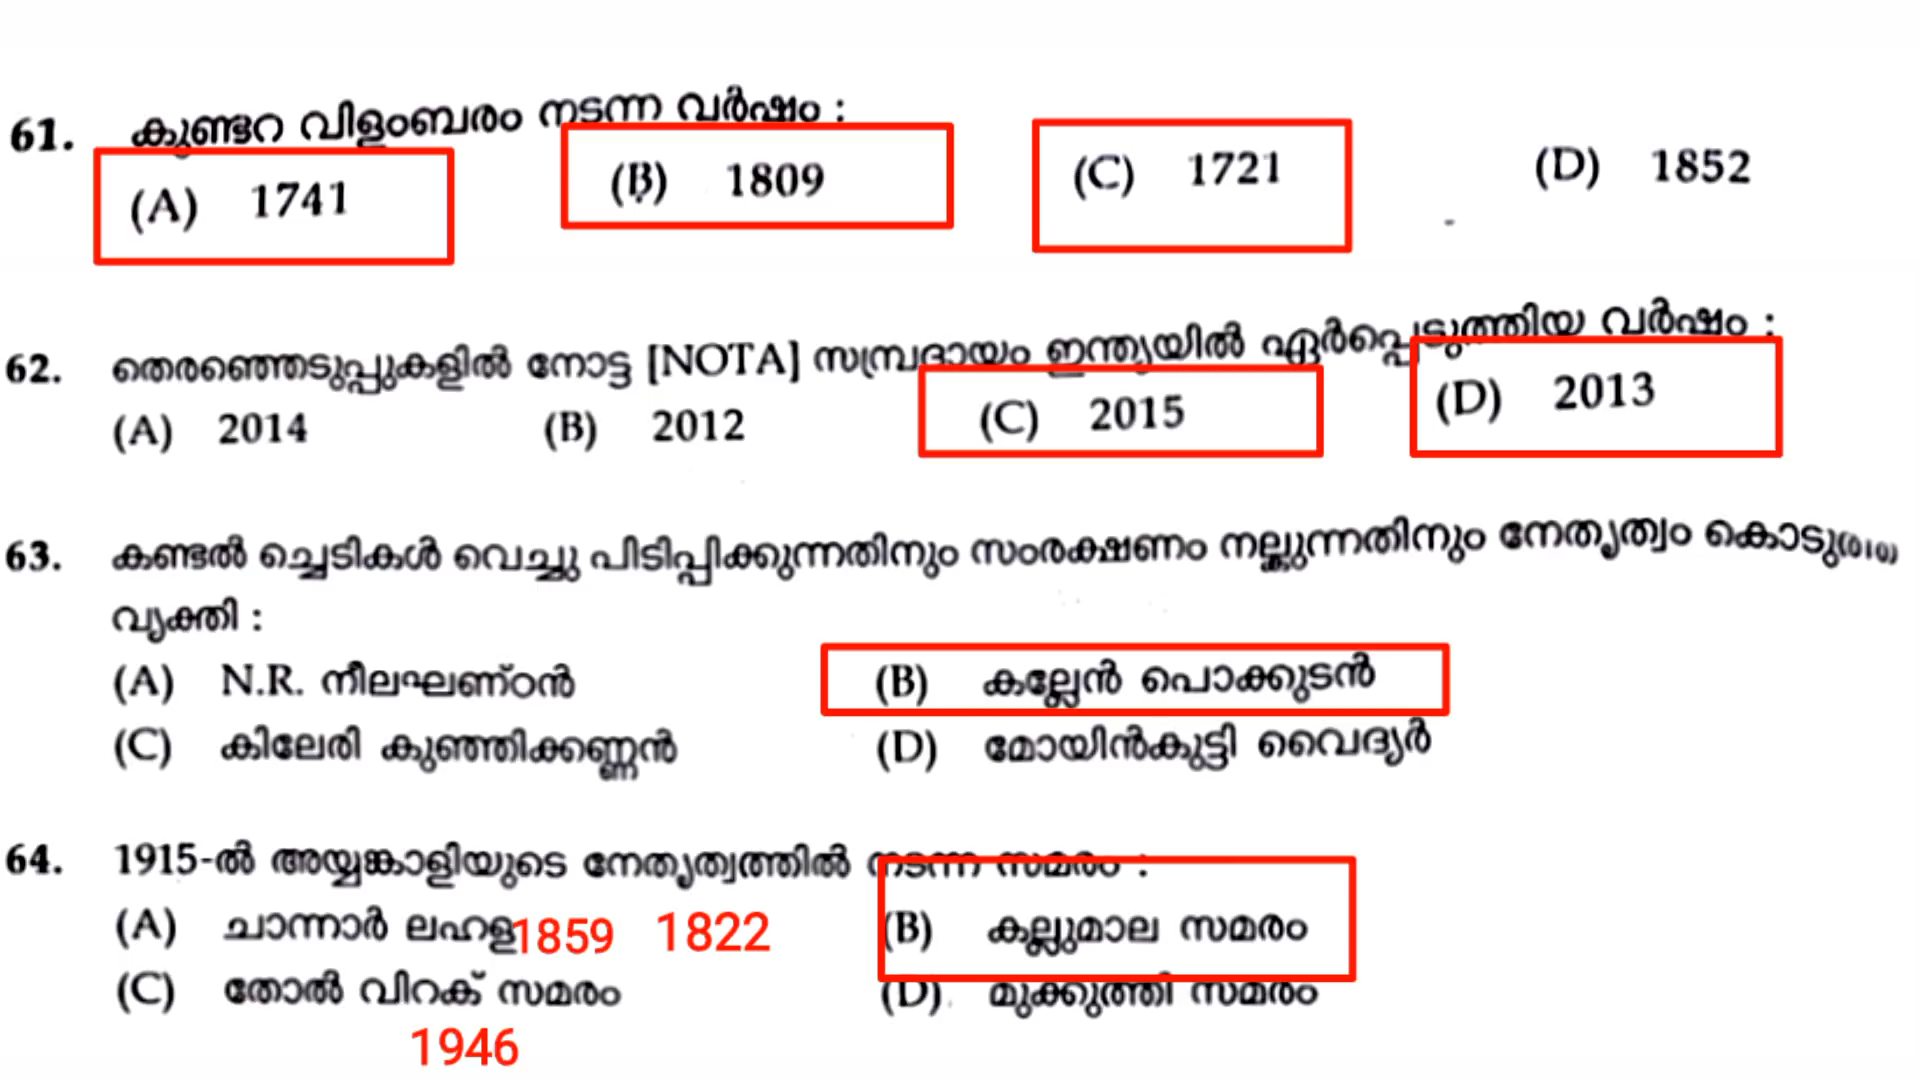 61. കുണ്ടറ വിളംബരം നടന്ന വർഷം :
(A) 1741 (B) 1809 (C) 1721 (D) 1852
62. തെരഞ്ഞെടുപ്പുകളിൽ നോട്ട [NOTA] സമ്പ്രദായം ഇന്ത്യയിൽ ഏർപ്പെടുത്തിയ വർഷം :
(A) 2014 (B) 2012 (C) 2015 (D) 2013
63. കണ്ടൽ ച്ചെടികൾ വെച്ചു പിടിപ്പിക്കുന്നതിനും സംരക്ഷണം നല്ലുന്നതിനും നേതൃത്വം
വ്യക്തി :
(A) N.R. നീലഘണ്ഠൻ (B) കല്ലേൻ പൊക്കുടൻ
(C) കിലേരി കുഞ്ഞിക്കണ്ണൻ (D) മോയിൻകുട്ടി വൈദ്യർ
64. 1915-ൽ അയ്യങ്കാളിയുടെ നേതൃത്വത്തിൽ നടന്ന സമരം :
(A) ചാന്നാർ ലഹള 1859 1822 (B) കല്ലുമാല സമരം
(C) തോൽ വിറക് സമരം (D) മുക്കുത്തി സമരം
1946